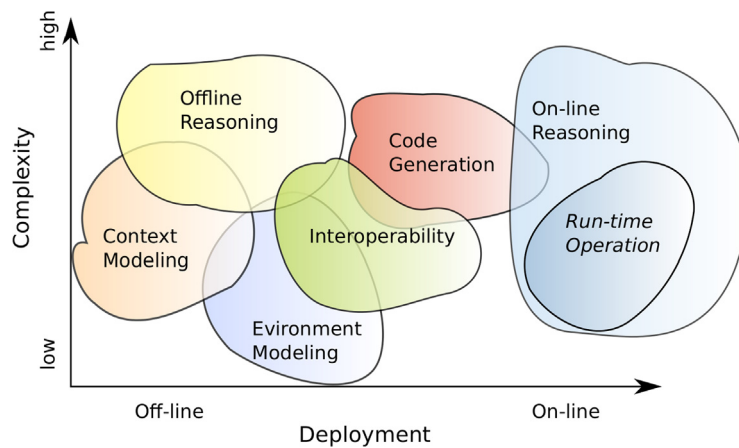 high
Complexity
low
Offline
Reasoning
Code
Generation
On-line
Reasoning
Context
Modeling
Interoperability
Run-time
Operation
Evironment
Modeling
Off-line
On-line
Deployment